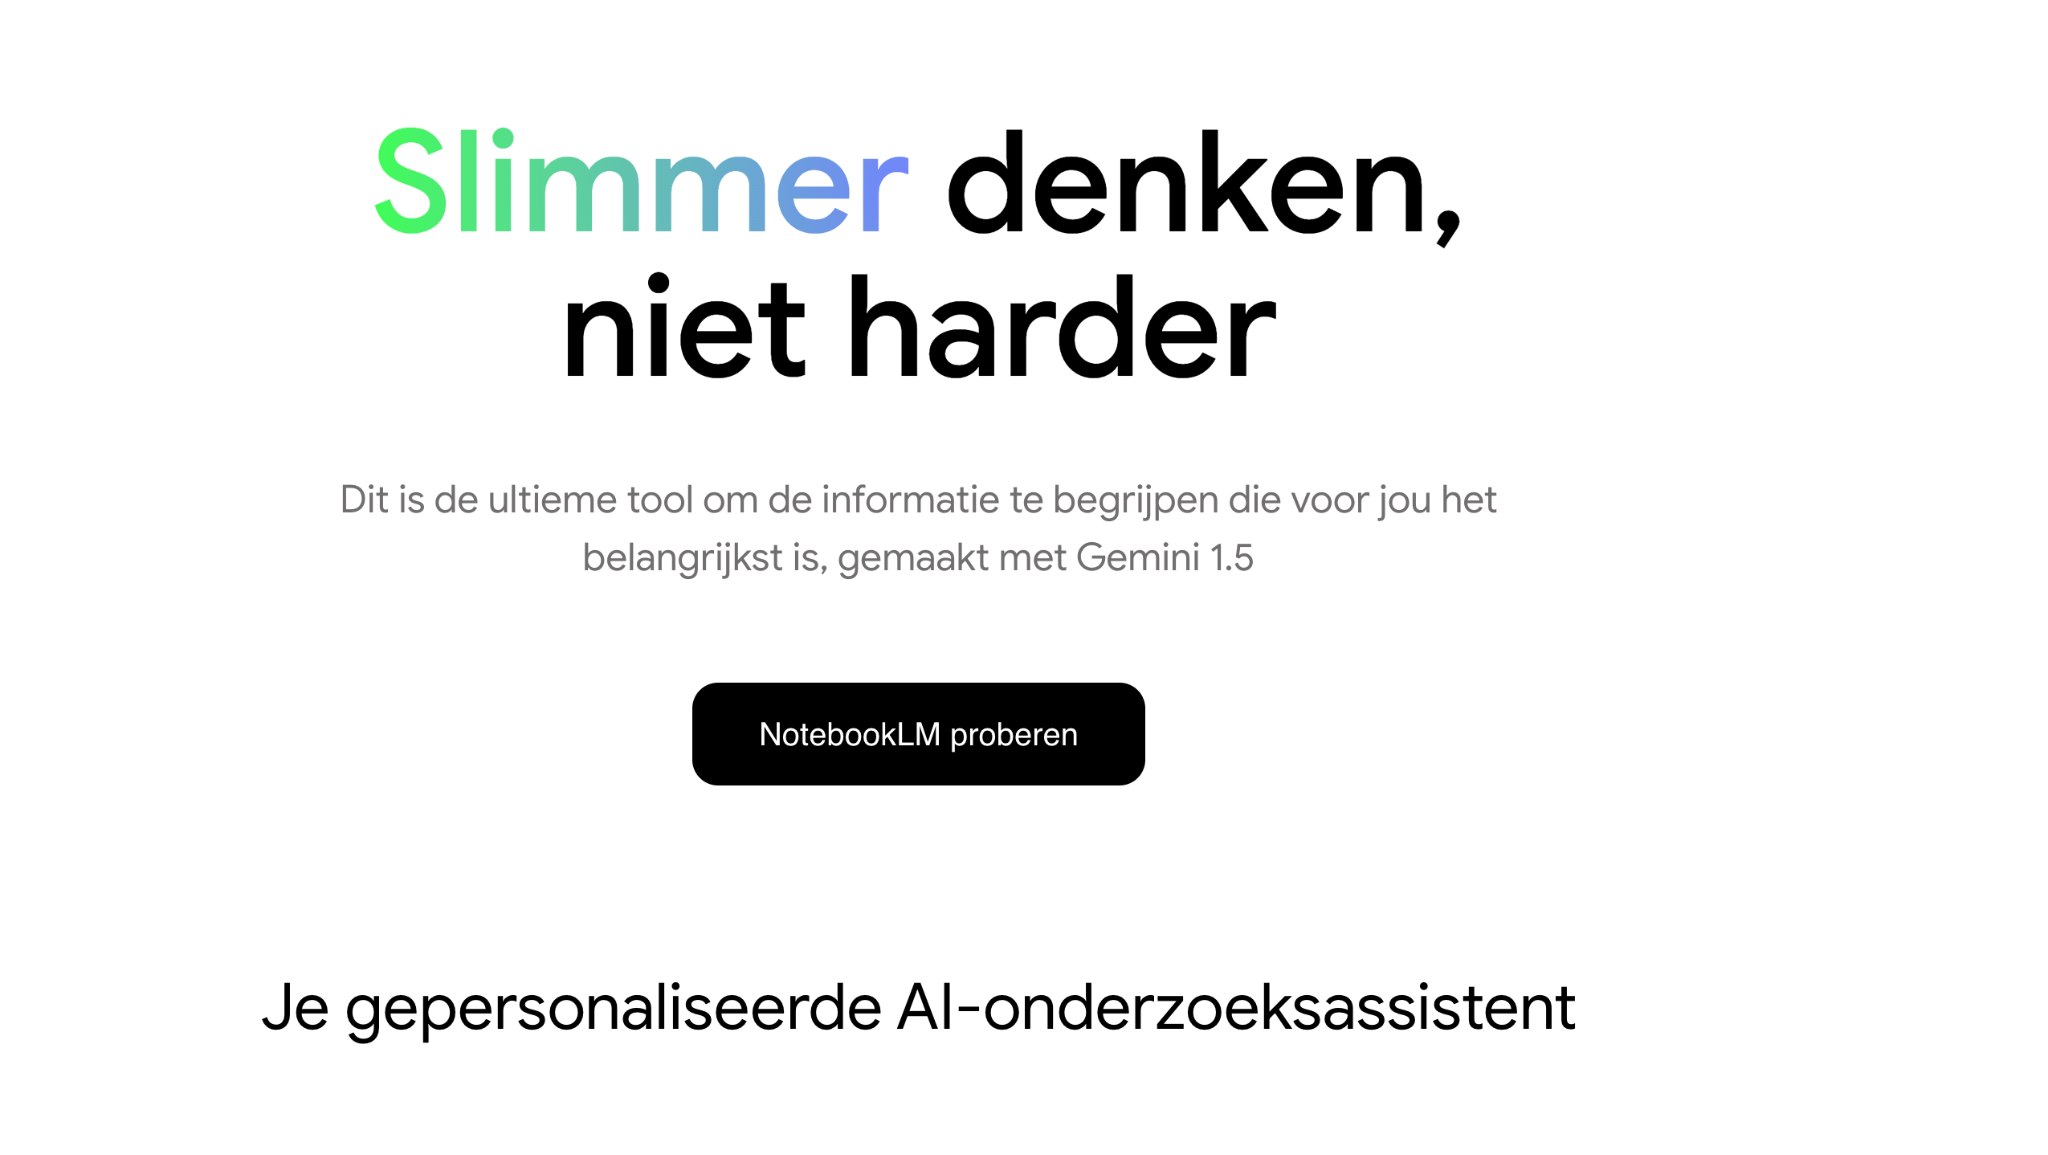 Slimmer denken,
niet harder
Dit is de ultieme tool om de informatie te begrijpen die voor jou het
belangrijkst is, gemaakt met Gemini 1.5
NotebookLM proberen
Je gepersonaliseerde AI-onderzoeksassistent